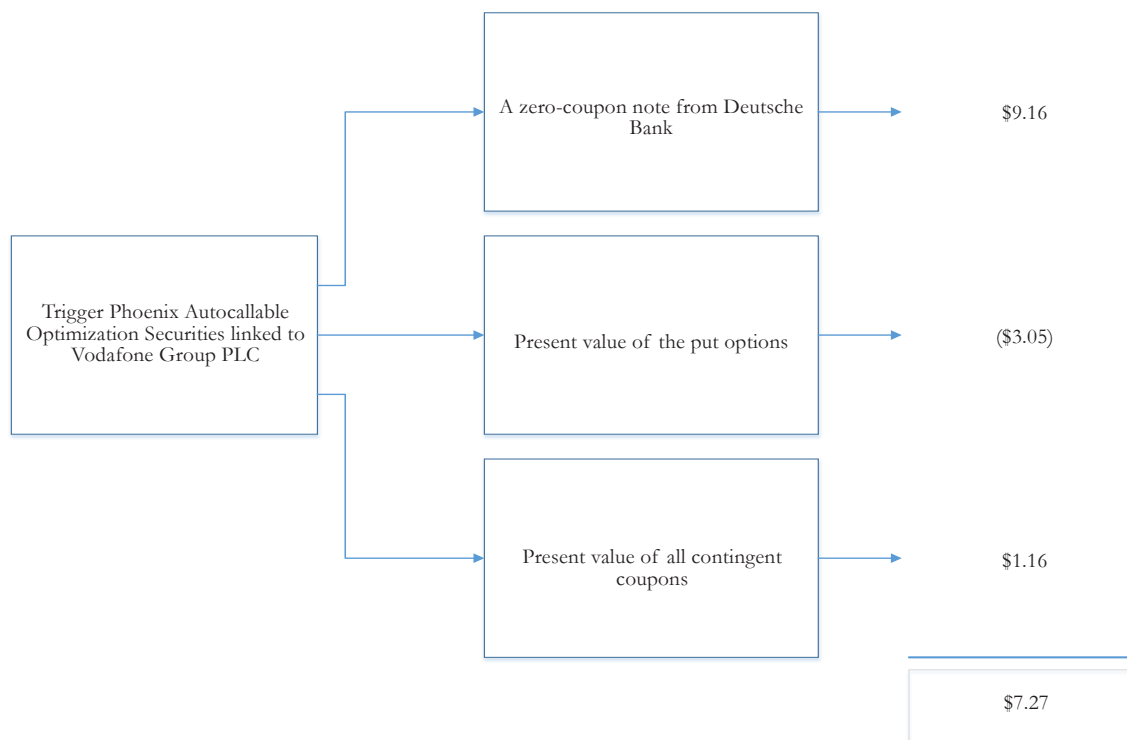 A zero-coupon note from Deutsche
Bank
$9.16
Trigger Phoenix Autocallable
Optimization Securities linked to
Vodafone Group PLC
Present value of the put options
($3.05)
Present value of all contingent
coupons
$1.16
$7.27